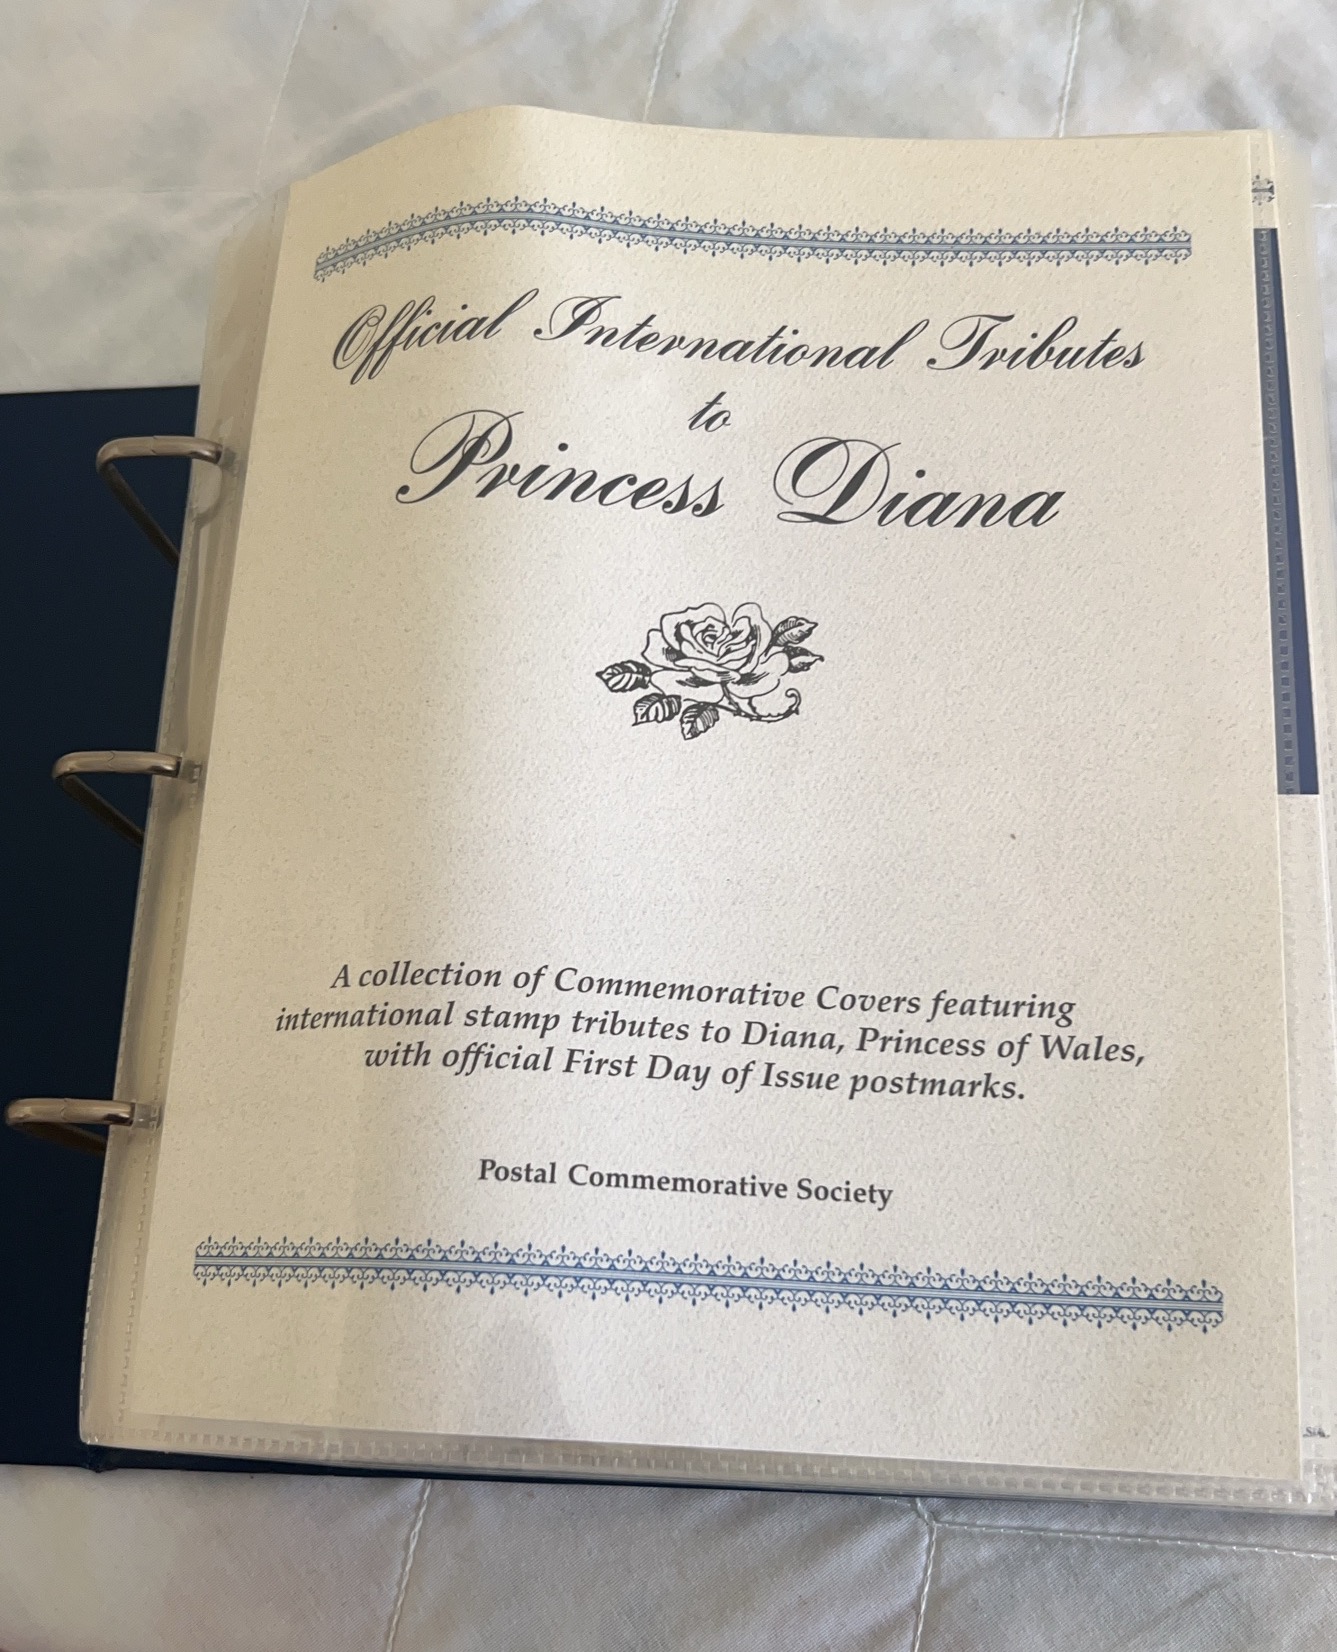 Official International Tributes
to
Princess Diana
A collection of Commemorative Covers featuring
international stamp tributes to Diana, Princess of Wales,
with official First Day of Issue postmarks.
Postal Commemorative Society